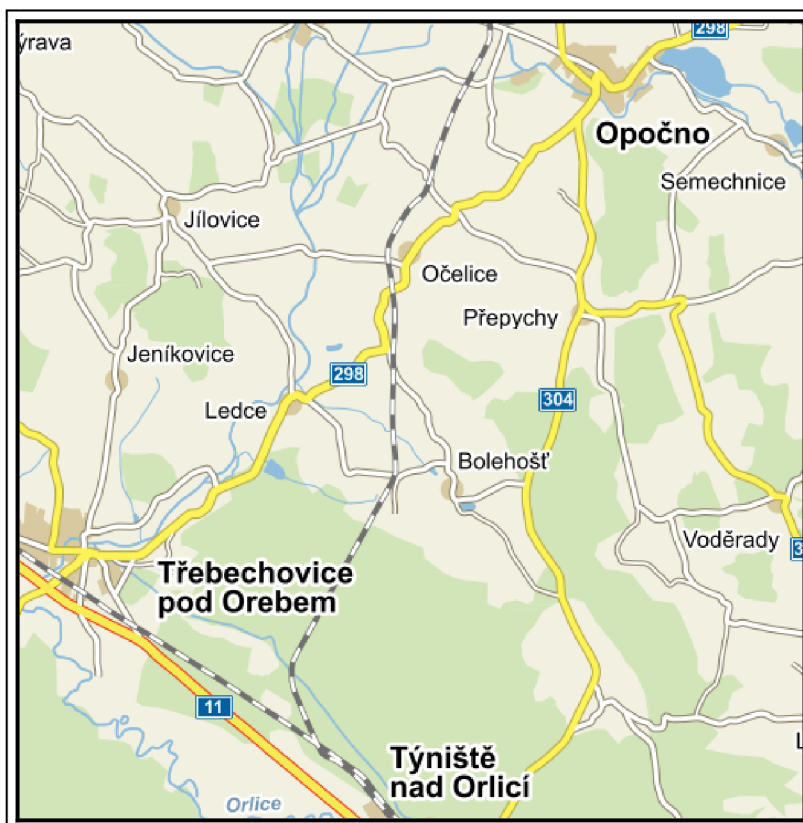 298
ýrava
Opočno
Semechnice
Jílovice
Očelice
Přepychy
Jeníkovice
298
304
Ledce
Bolehošť
Voděrady
3
Třebechovice
pod Orebem
11
L
Týniště
nad Orlicí
Orlice